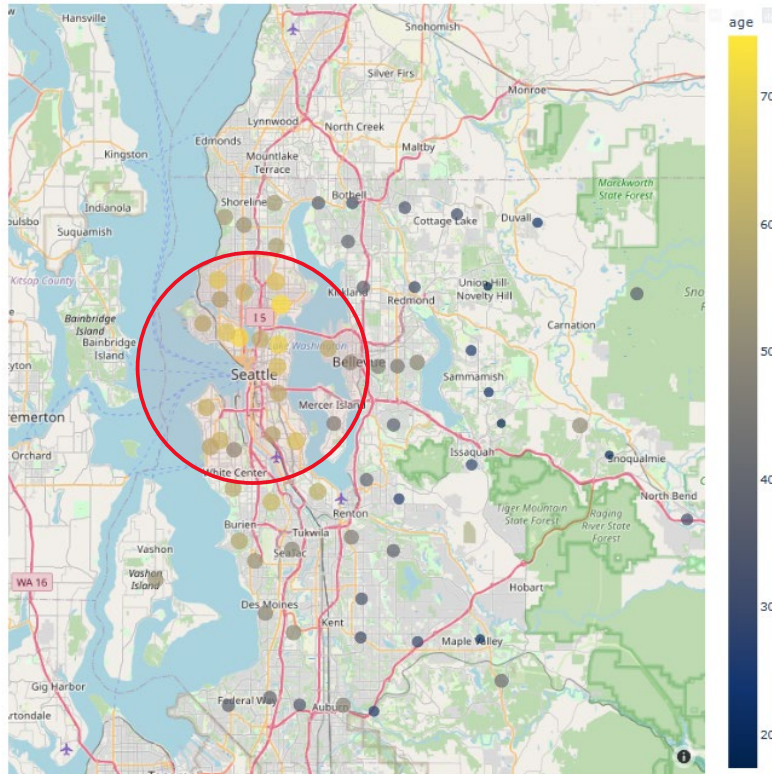 Hansville
Snohomish
age
Silver Firs
70
Monroe
Lynnwood
North Creek
Edmonds
Maltby
Kingston
Mountlake
Terrace
Marckworth
State Forest
Bothell
Indianola
Shoreline
Cottage Lake
Duvall
60
Suquamish
Kitsap County
Kirkland
Union Hill-
Novelty Hill
Redmond
Bainbridge
Island
I 5
Carnation
Bainbridge
Island
Lake Washington
50
Bellevue
Seattle
Sammamish
Mercer Island
Orchard
Issaquah
Snoqualmie
White Center
40
North Bend
Tiger Mountain
State Forest
Raging
River State
Forest
Renton
Burien
Tukwila
Vashon
SeaTac
Vashon
Island
WA 16
Hobart
Des Moines
30
Kent
Maple Valley
Gig Harbor
Federal Way
Auburn
20